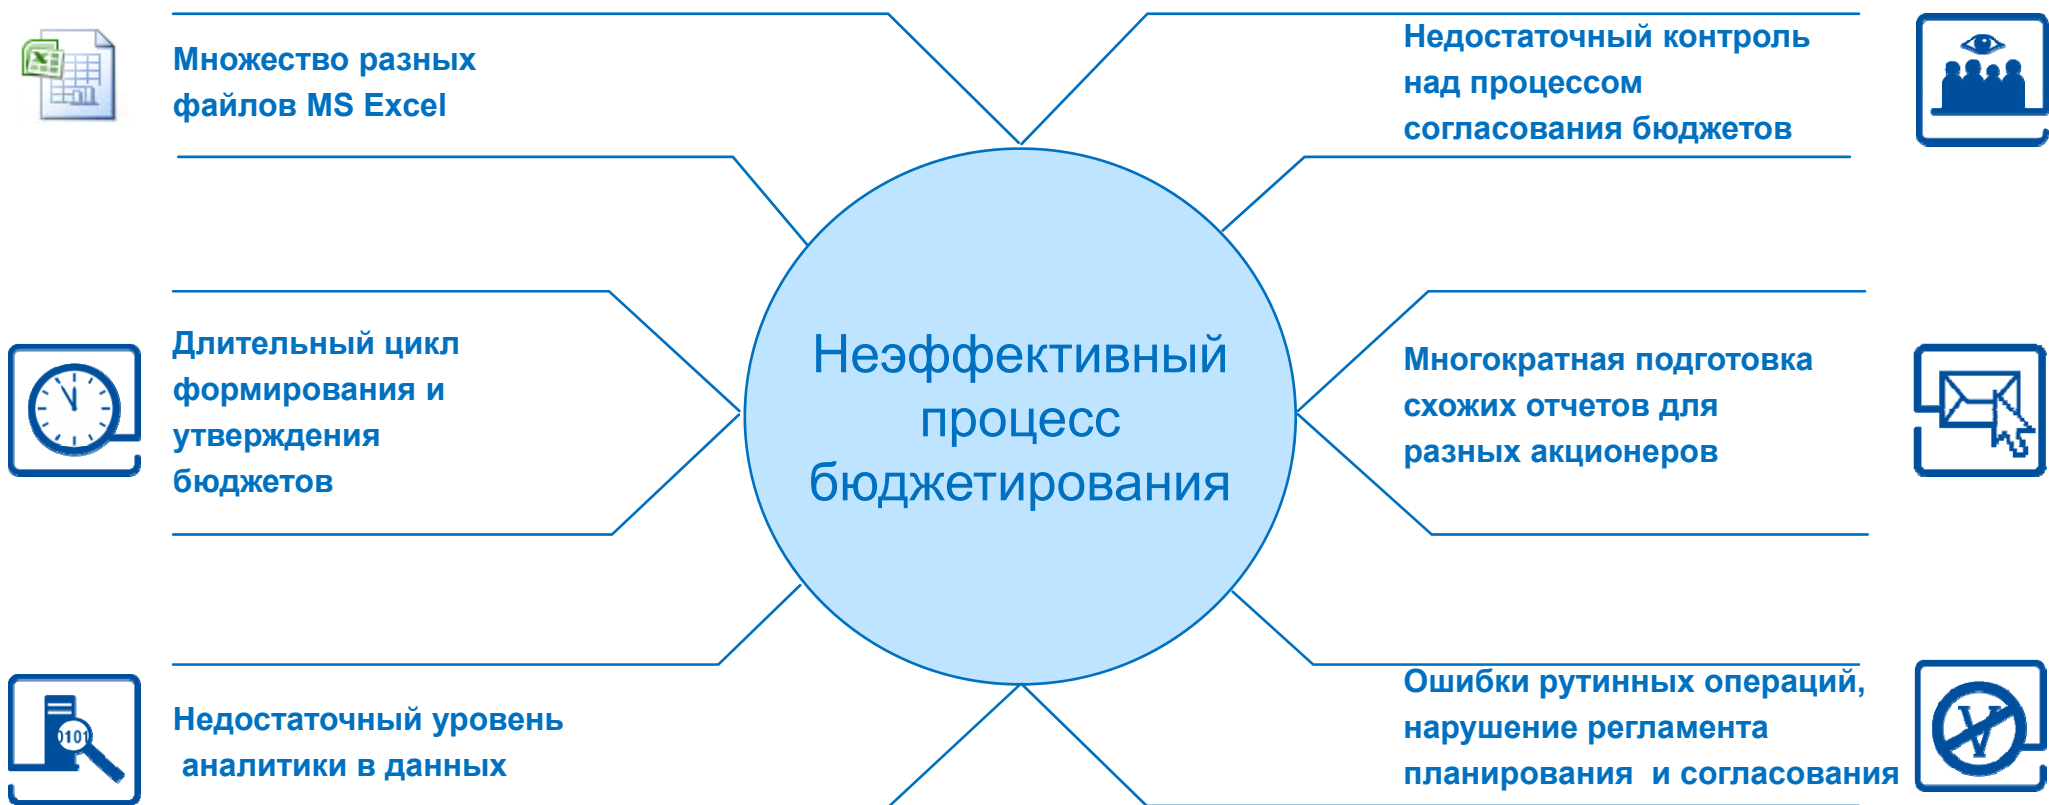 Множество разных
файлов MS Excel
Недостаточный контроль
над процессом
согласования бюджетов
Длительный цикл
формирования и
утверждения
бюджетов
Неэффективный
процесс
бюджетирования
Многократная подготовка
схожих отчетов для
разных акционеров
Недостаточный уровень
аналитики в данных
0101
Ошибки рутинных операций,
нарушение регламента
планирования и согласования
V